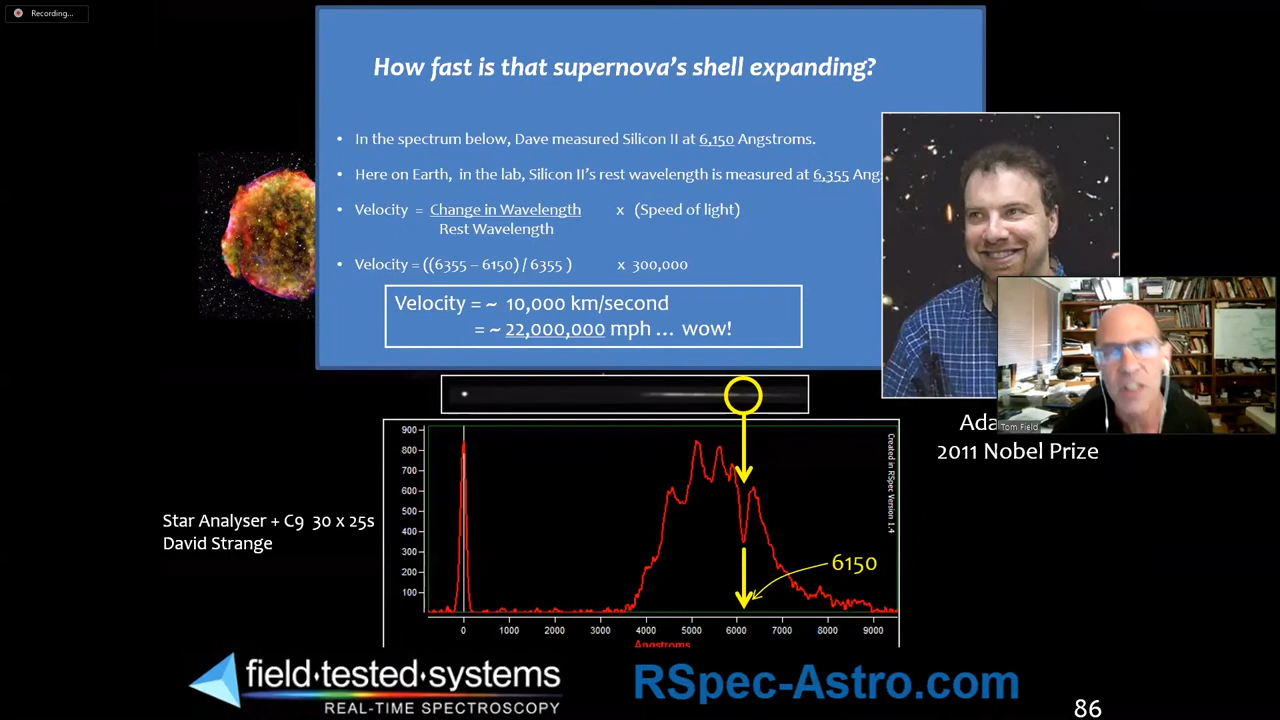 Recording...
How fast is that supernova's shell expanding?
• In the spectrum below, Dave measured Silicon II at 6,150 Angstroms.
• Here on Earth, in the lab, Silicon II's rest wavelength is measured at 6,355 Ang
• Velocity = Change in Wavelength x (Speed of light)
Rest Wavelength
• Velocity = ((6355 – 6150) / 6355 ) x 300,000
Velocity = ~ 10,000 km/second
= ~ 22,000,000 mph ... wow!
Tom Field
Ada
2011 Nobel Prize
Star Analyser + C9 30 x 25s
David Strange
900
800
700
600
500
400
300
200
100
0 1000 2000 3000 4000 5000 6000 7000 8000 9000
Angstroms
6150
Created in RSpec Version 1.4
field·tested·systems
REAL-TIME SPECTROSCOPY
RSpec-Astro.com
86